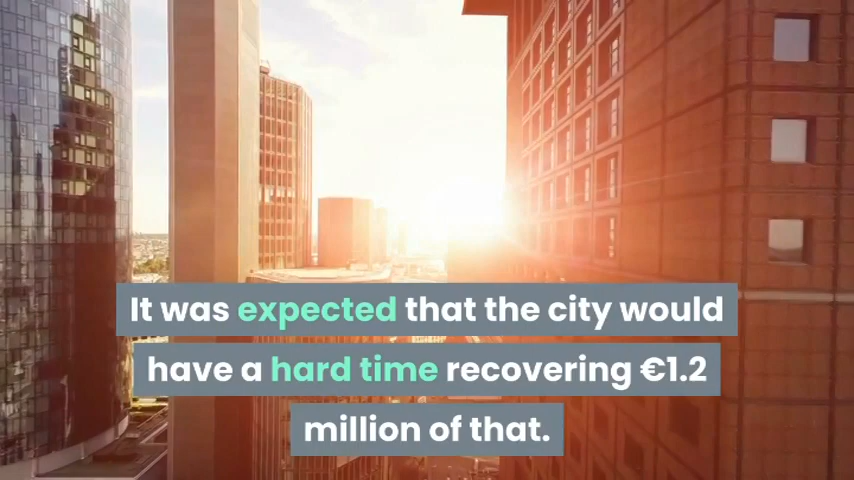 It was expected that the city would
have a hard time recovering €1.2
million of that.